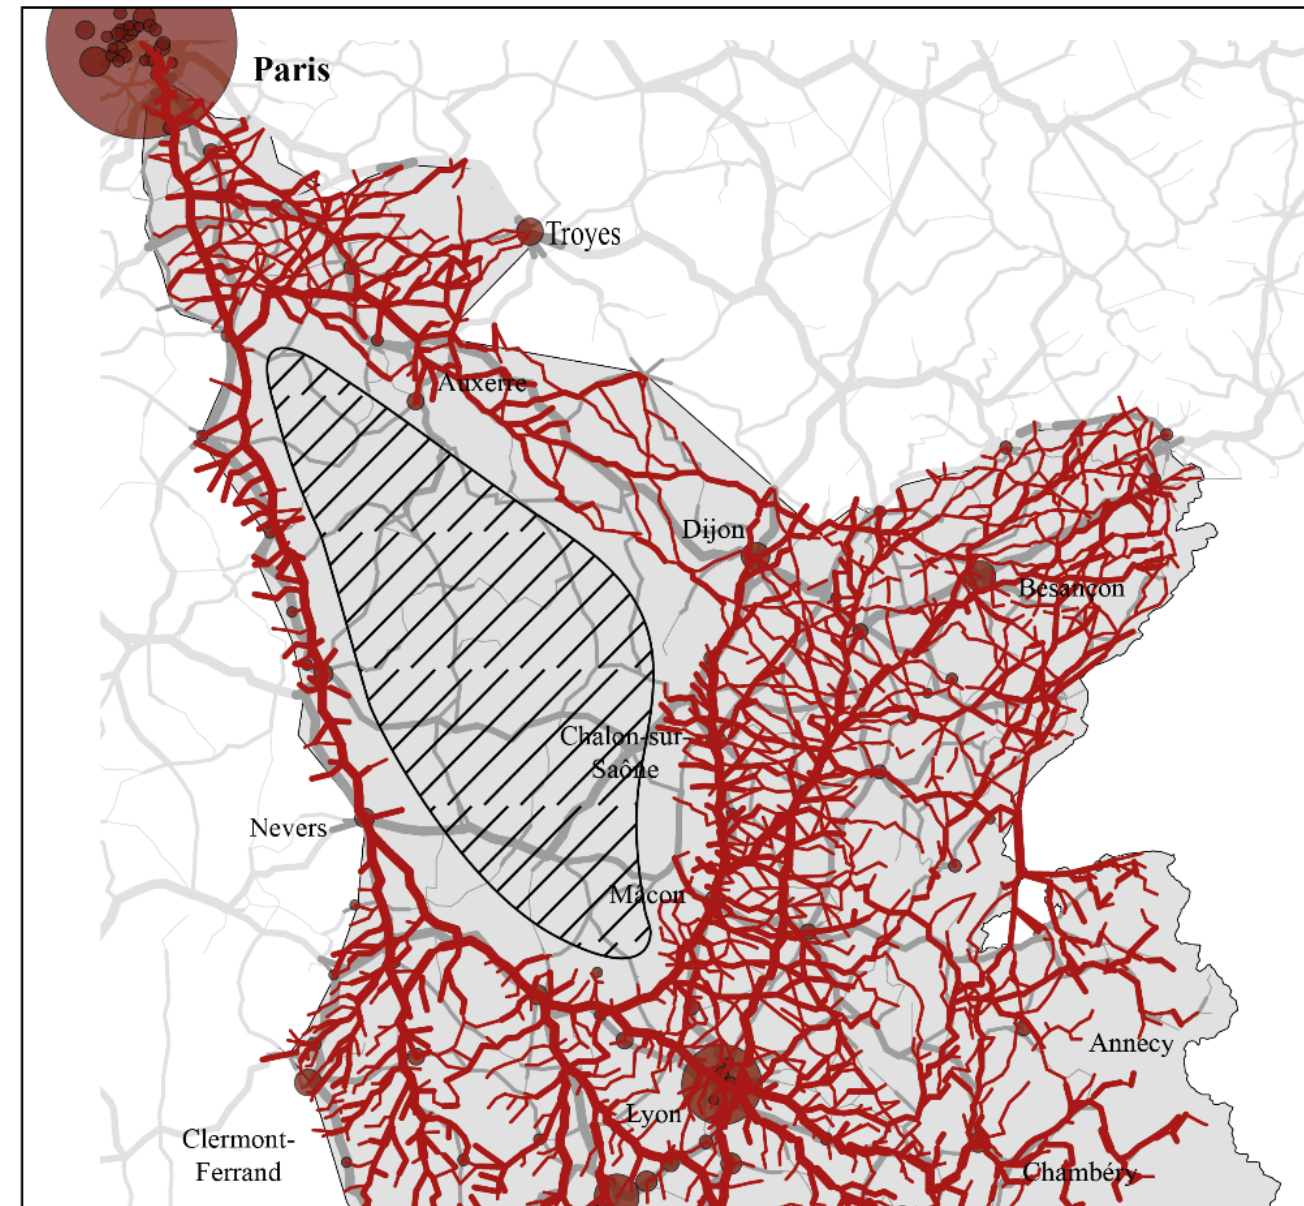 Paris
Troyes
Auxerre
Dijon
Besançon
Chalon-sur-
Saône
Nevers
Mâcon
Annecy
Lyon
Clermont-
Ferrand
Chambéry